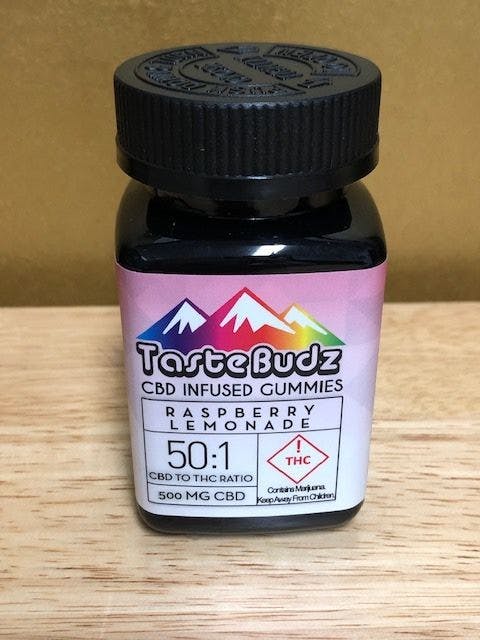 TasteBudz
CBD INFUSED GUMMIES
RASPBERRY
LEMONADE
50:1
CBD TO THC RATIO
500 MG CBD
!
THC
Contains Marijuana.
Keep Away From Children.